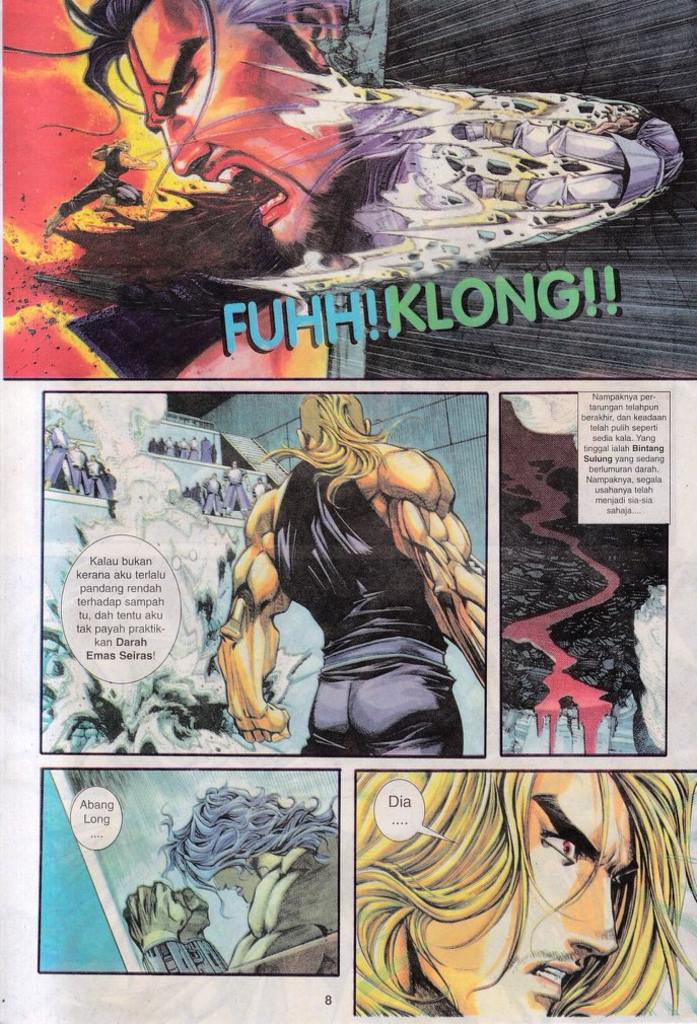 FUHH!! KLONG!!
Nampaknya per-
tarungan telahpun
berakhir, dan keadaan
telah pulih seperti
sedia kala. Yang
tinggal ialah Bintang
Sulung yang sedang
berlumuran darah.
Nampaknya, segala
usahanya telah
menjadi sia-sia
sahaja....
Kalau bukan
kerana aku terlalu
pandang rendah
terhadap sampah
tu, dah tentu aku
tak payah praktik-
kan Darah
Emas Seiras!
Abang
Long
....
Dia
....
8